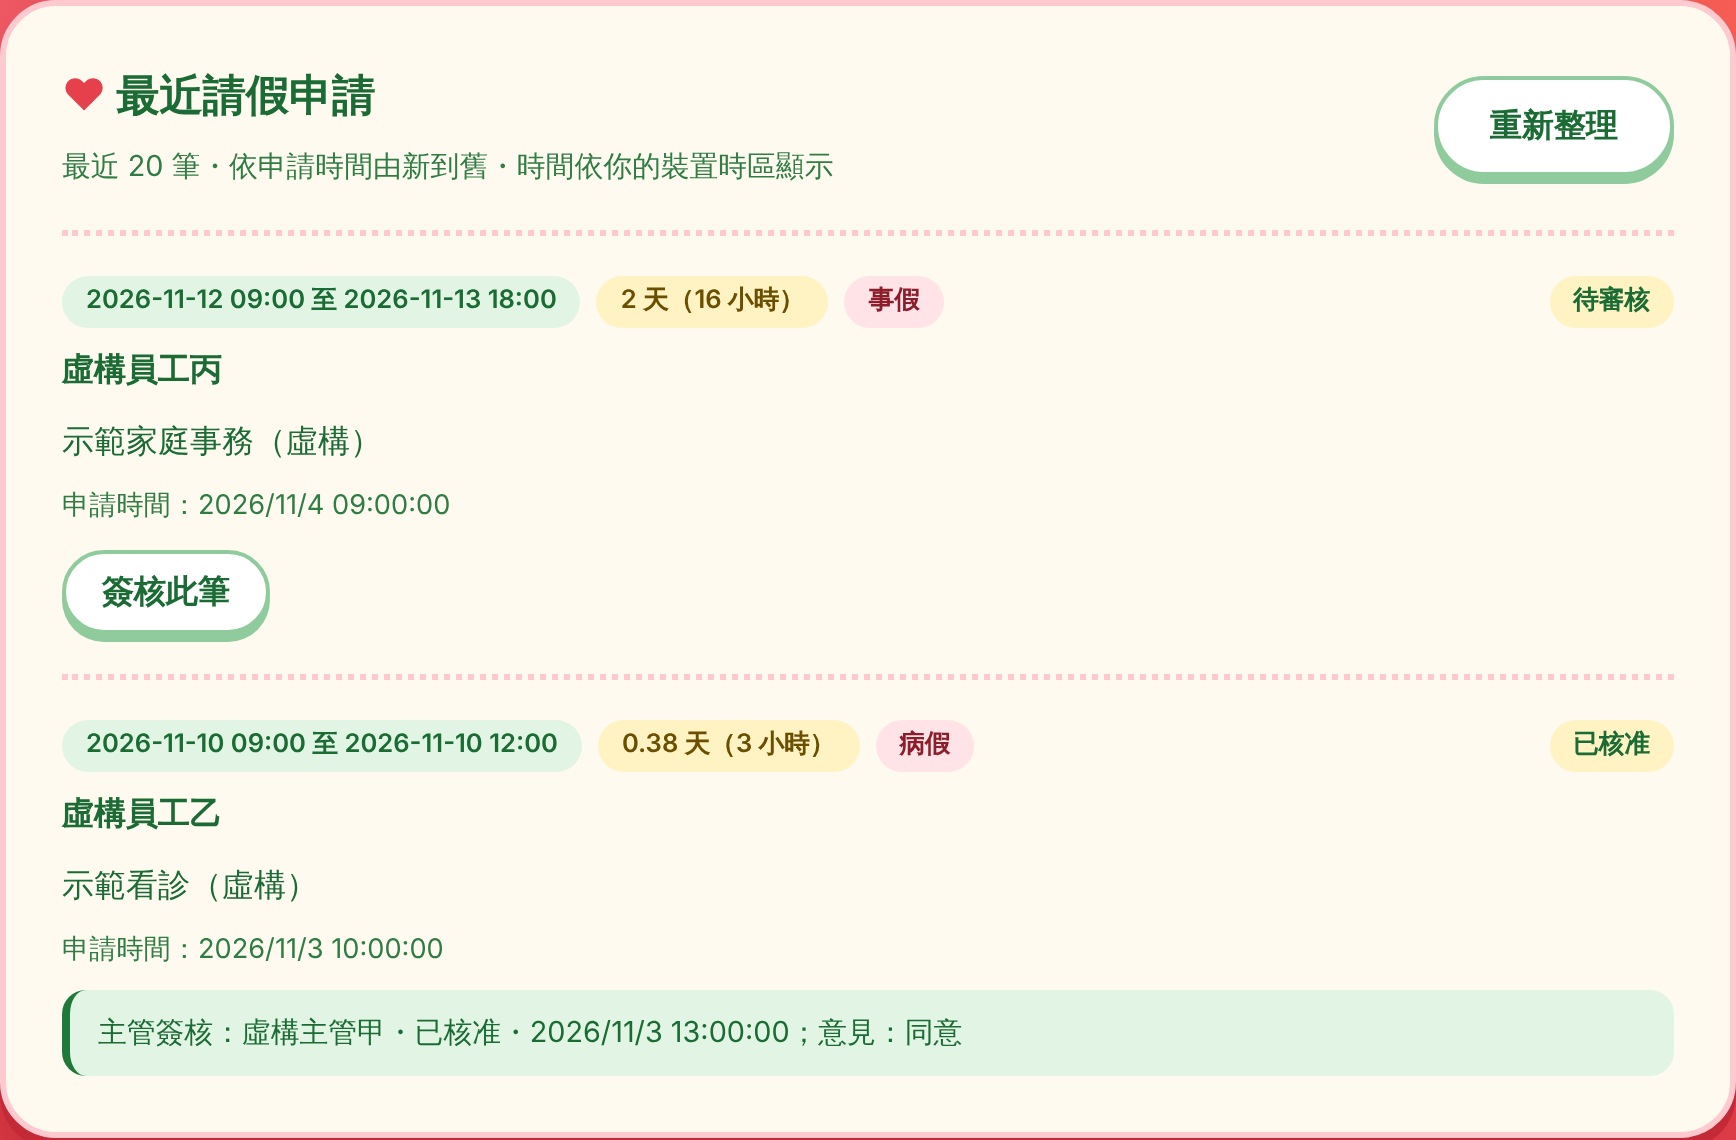 最近請假申請
重新整理
最近 20 筆・依申請時間由新到舊・時間依你的裝置時區顯示
2026-11-12 09:00 至 2026-11-13 18:00 2 天（16 小時） 事假 待審核
虛構員工丙
示範家庭事務（虛構）
申請時間：2026/11/4 09:00:00
簽核此筆
2026-11-10 09:00 至 2026-11-10 12:00 0.38 天（3 小時） 病假 已核准
虛構員工乙
示範看診（虛構）
申請時間：2026/11/3 10:00:00
主管簽核：虛構主管甲・已核准・2026/11/3 13:00:00；意見：同意